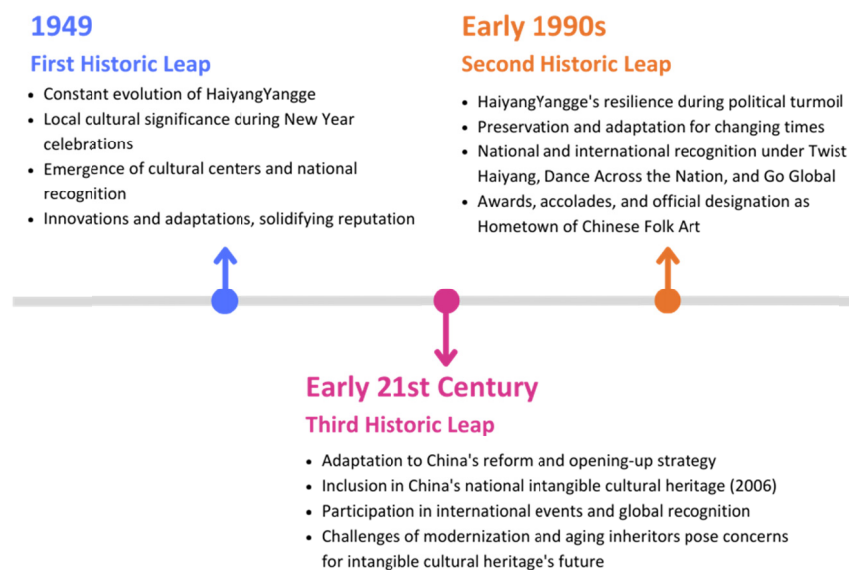 1949
First Historic Leap
• Constant evolution of HaiyangYangge
• Local cultural significance during New Year
celebrations
• Emergence of cultural centers and national
recognition
• Innovations and adaptations, solidifying reputation
Early 1990s
Second Historic Leap
• HaiyangYangge's resilience during political turmoil
• Preservation and adaptation for changing times
• National and international recognition under Twist
Haiyang, Dance Across the Nation, and Go Global
• Awards, accolades, and official designation as
Hometown of Chinese Folk Art
Early 21st Century
Third Historic Leap
• Adaptation to China's reform and opening-up strategy
• Inclusion in China's national intangible cultural heritage (2006)
• Participation in international events and global recognition
• Challenges of modernization and aging inheritors pose concerns
for intangible cultural heritage's future